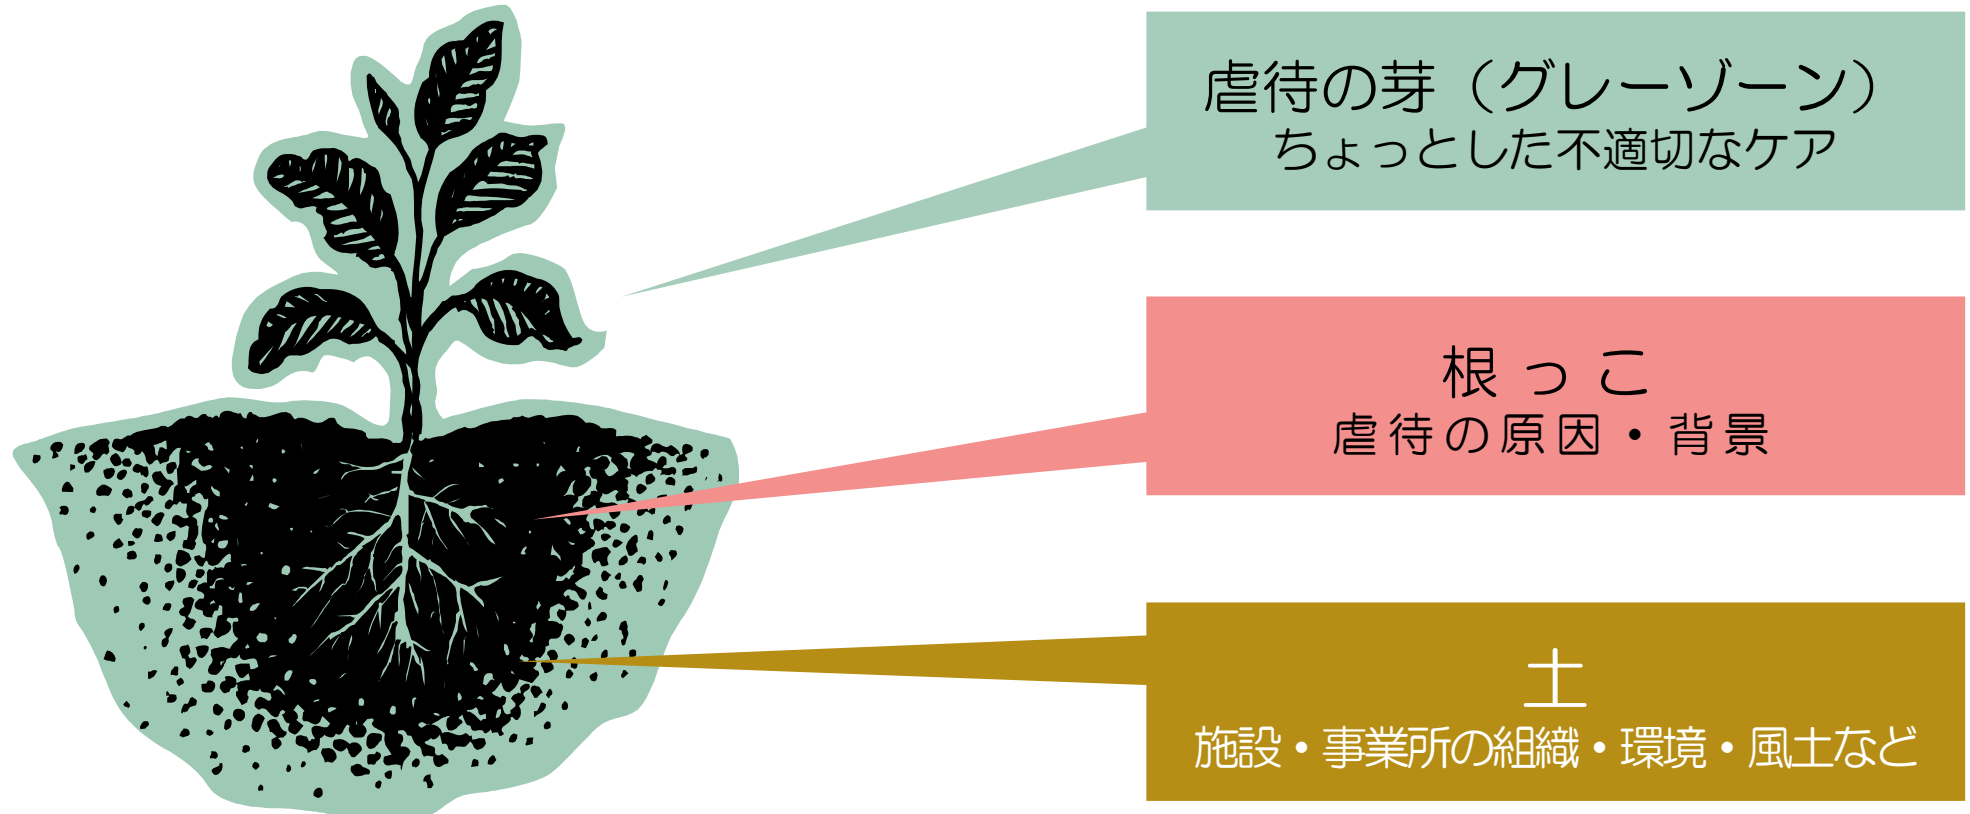 虐待の芽（グレーゾーン）
ちょっとした不適切なケア
根っこ
虐待の原因・背景
土
施設・事業所の組織・環境・風土など